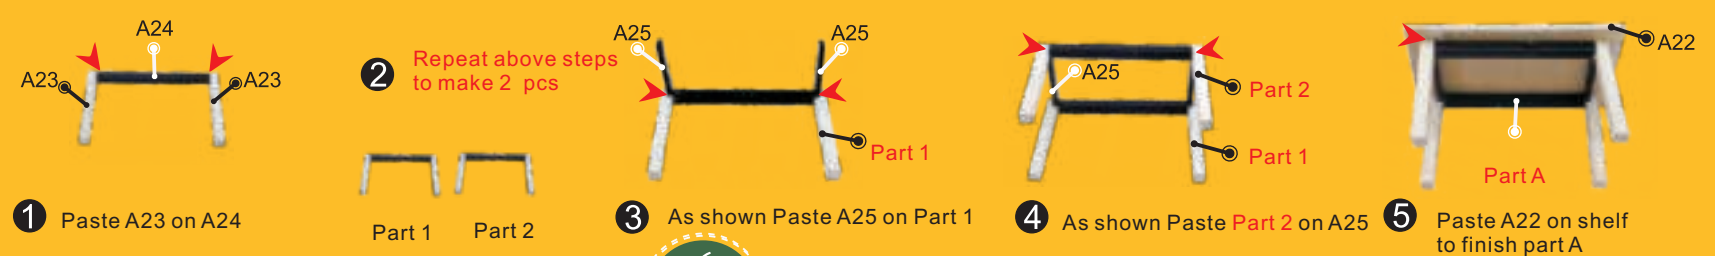 A24
A23
A23
1 Paste A23 on A24
2 Repeat above steps
to make 2 pcs
Part 1
Part 2
A25
A25
Part 1
3 As shown Paste A25 on Part 1
A25
Part 2
Part 1
4 As shown Paste Part 2 on A25
A22
Part A
5 Paste A22 on shelf
to finish part A